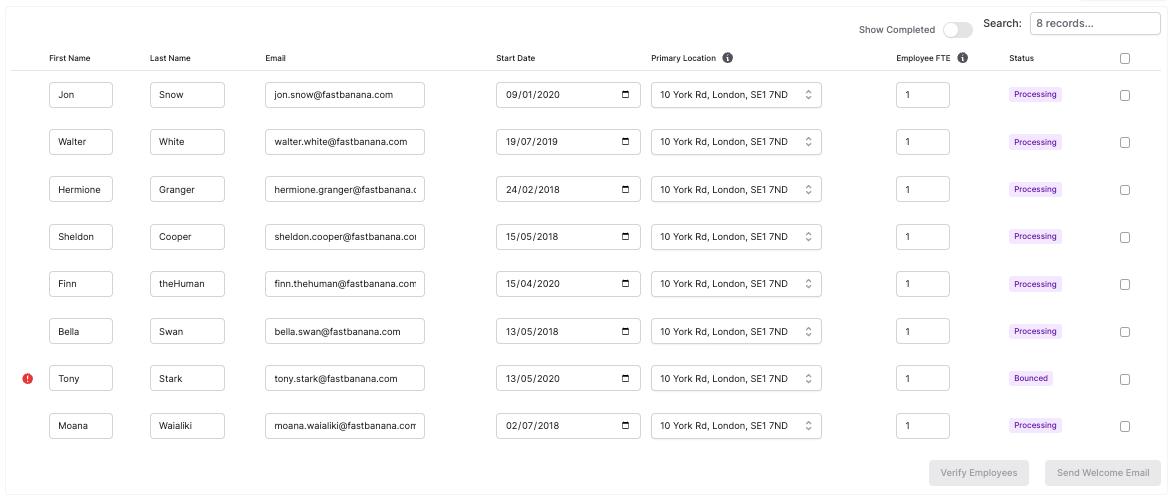 Show Completed Search: 8 records...
First Name Last Name Email Start Date Primary Location Employee FTE Status
Jon Snow jon.snow@fastbanana.com 09/01/2020 10 York Rd, London, SE1 7ND 1 Processing
Walter White walter.white@fastbanana.com 19/07/2019 10 York Rd, London, SE1 7ND 1 Processing
Hermione Granger hermione.granger@fastbanana.c 24/02/2018 10 York Rd, London, SE1 7ND 1 Processing
Sheldon Cooper sheldon.cooper@fastbanana.co 15/05/2018 10 York Rd, London, SE1 7ND 1 Processing
Finn theHuman finn.thehuman@fastbanana.com 15/04/2020 10 York Rd, London, SE1 7ND 1 Processing
Bella Swan bella.swan@fastbanana.com 13/05/2018 10 York Rd, London, SE1 7ND 1 Processing
Tony Stark tony.stark@fastbanana.com 13/05/2020 10 York Rd, London, SE1 7ND 1 Bounced
Moana Waialiki moana.waialiki@fastbanana.com 02/07/2018 10 York Rd, London, SE1 7ND 1 Processing
Verify Employees Send Welcome Email